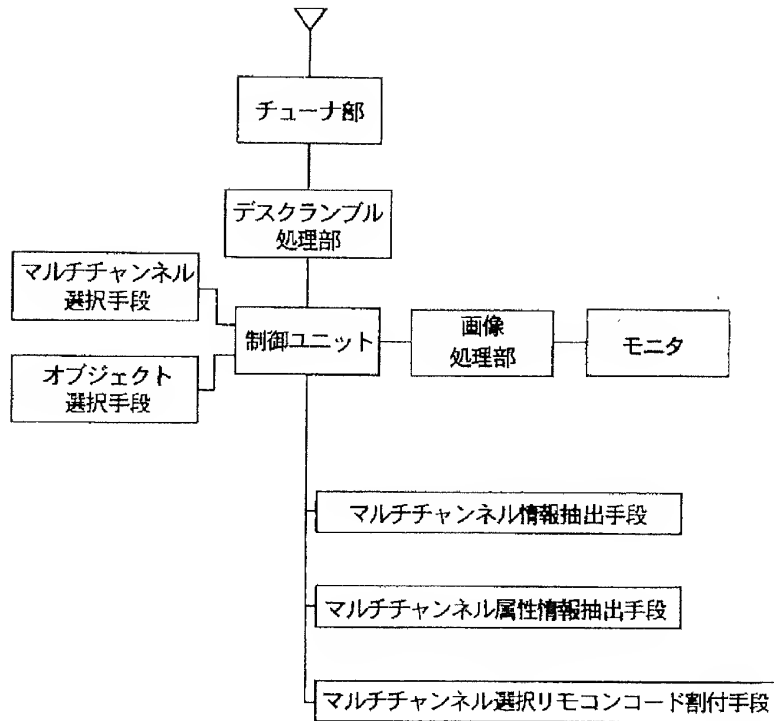 チューナ部
デスクランブル
処理部
マルチチャンネル
選択手段
制御ユニット
画像
処理部
モニタ
オブジェクト
選択手段
マルチチャンネル情報抽出手段
マルチチャンネル属性情報抽出手段
マルチチャンネル選択リモコンコード割付手段